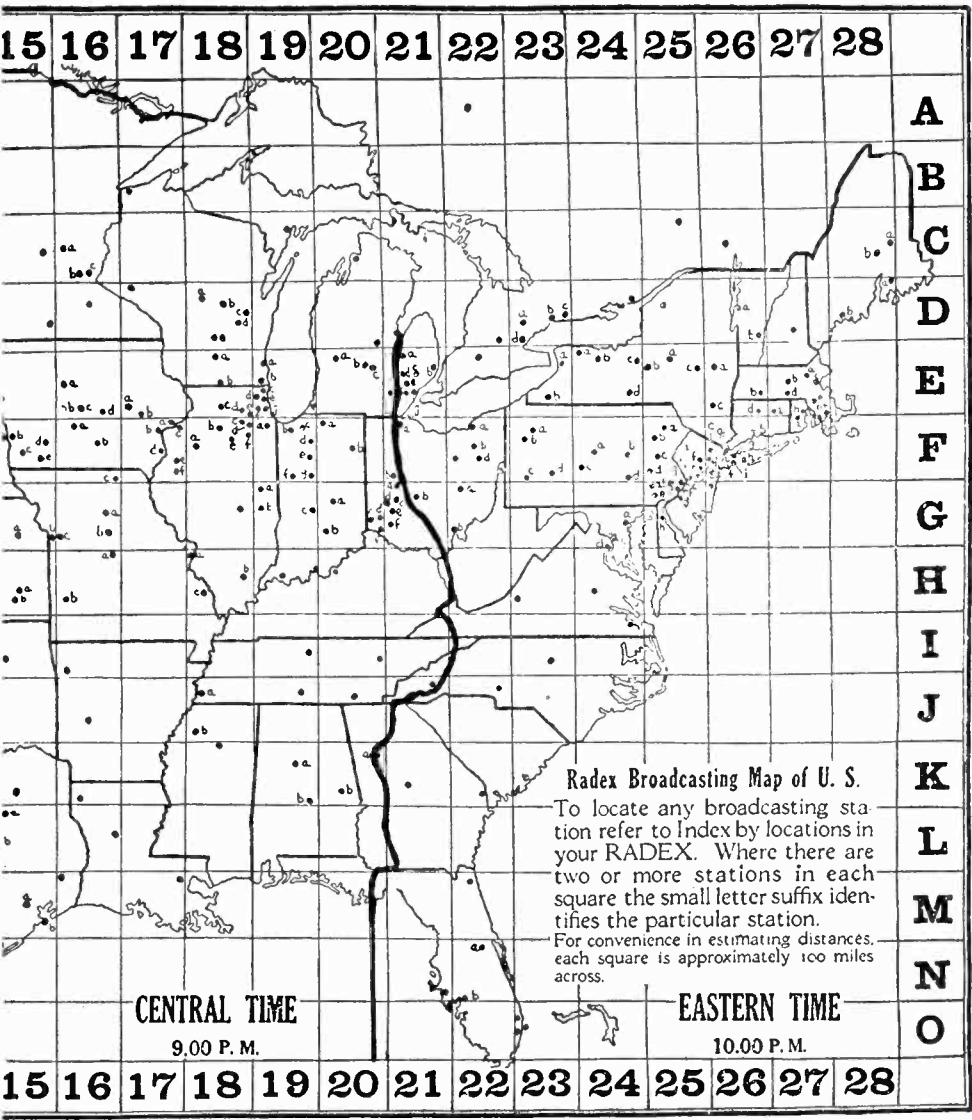 15 16 17 18 19 20 21 22 23 24 25 26 27 28
A
B
C
D
E
F
G
H
I
J
K
L
M
N
O
Radex Broadcasting Map of U. S.
To locate any broadcasting sta-
tion refer to Index by locations in
your RADEX. Where there are
two or more stations in each
square the small letter suffix iden-
tifies the particular station.
For convenience in estimating distances,
each square is approximately 100 miles
across.
CENTRAL TIME
9.00 P. M.
EASTERN TIME
10.00 P. M.
15 16 17 18 19 20 21 22 23 24 25 26 27 28